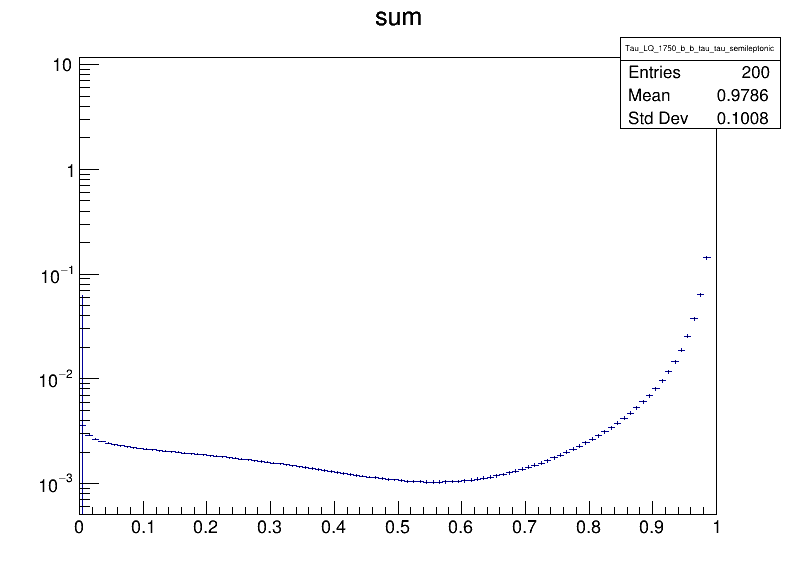 sum
Tau_LQ_1750_b_b_tau_tau_semileptonic
Entries 200
Mean 0.9786
Std Dev 0.1008
10
1
10⁻¹
10⁻²
10⁻³
0 0.1 0.2 0.3 0.4 0.5 0.6 0.7 0.8 0.9 1